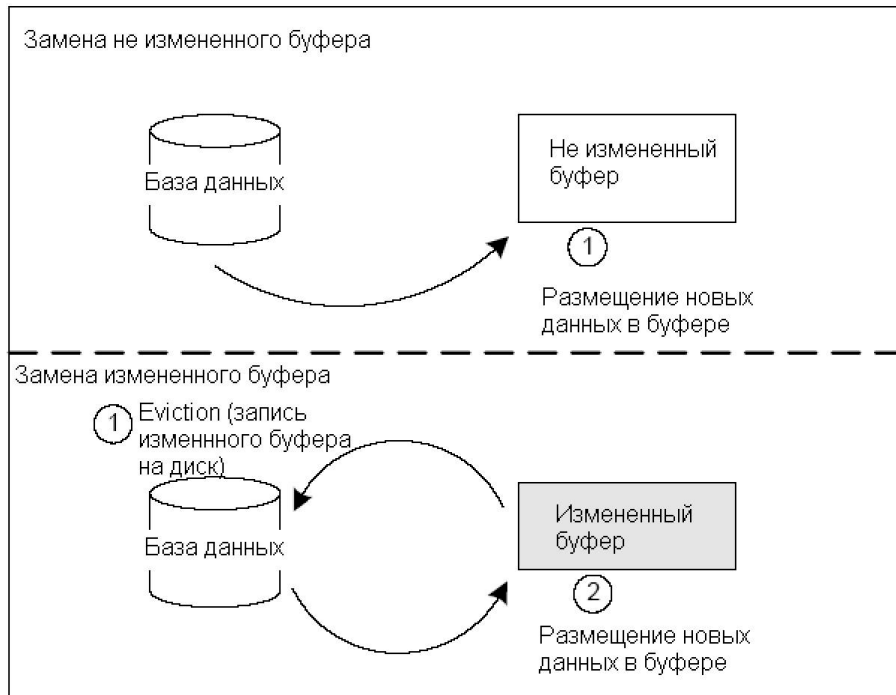 Замена не измененного буфера
База данных
Не измененный
буфер
1
Размещение новых
данных в буфере
Замена измененного буфера
1
Eviction (запись
изменнного буфера
на диск)
База данных
Измененный
буфер
2
Размещение новых
данных в буфере